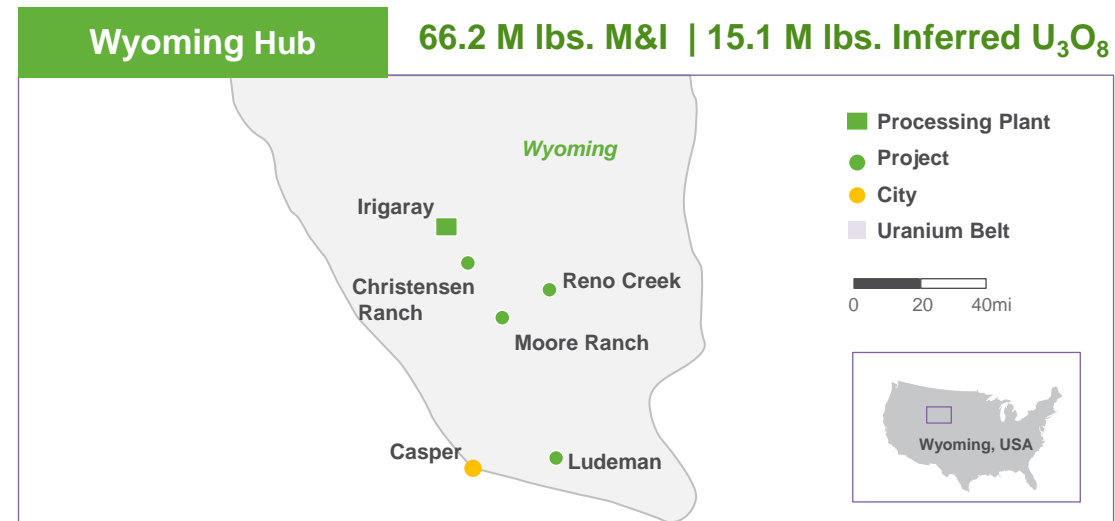 Wyoming Hub
66.2 M lbs. M&I | 15.1 M lbs. Inferred U₃O₈
Wyoming
Irigaray
Christensen
Ranch
Reno Creek
Moore Ranch
Casper
Ludeman
Processing Plant
Project
City
Uranium Belt
0 20 40mi
Wyoming, USA